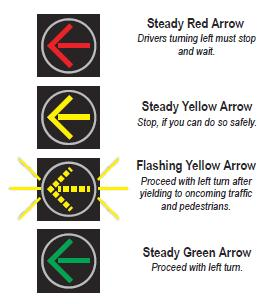 Steady Red Arrow
Drivers turning left must stop
and wait.
Steady Yellow Arrow
Stop, if you can do so safely.
Flashing Yellow Arrow
Proceed with left turn after
yielding to oncoming traffic
and pedestrians.
Steady Green Arrow
Proceed with left turn.